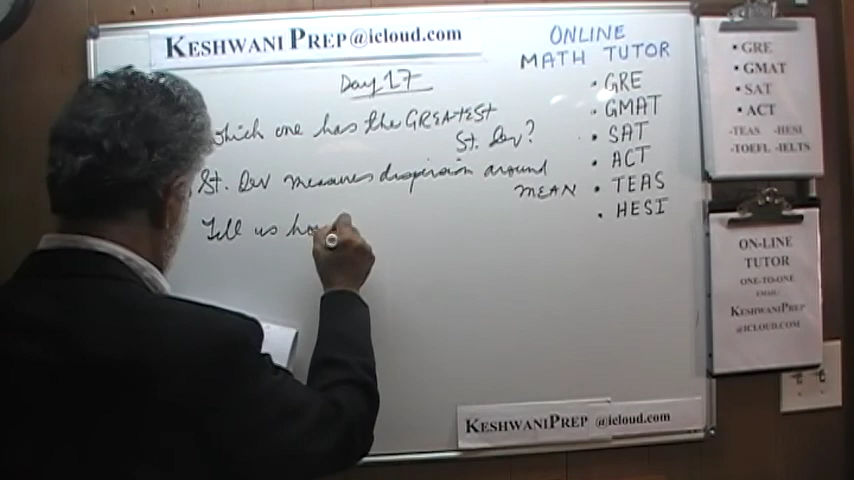 KESHWANI PREP@icloud.com
Day 17
Which one has the GREATEST
St. Dev?
St. Dev measures dispersion around
MEAN
Tell us ho
ONLINE
MATH TUTOR
• GRE
• GMAT
• SAT
• ACT
• TEAS
• HESI
• GRE
• GMAT
• SAT
• ACT
-TEAS -HESI
-TOEFL -IELTS
ON-LINE
TUTOR
ONE-TO-ONE
EMAIL:
KESHWANIPREP
@ICLOUD.COM
KESHWANIPREP @icloud.com